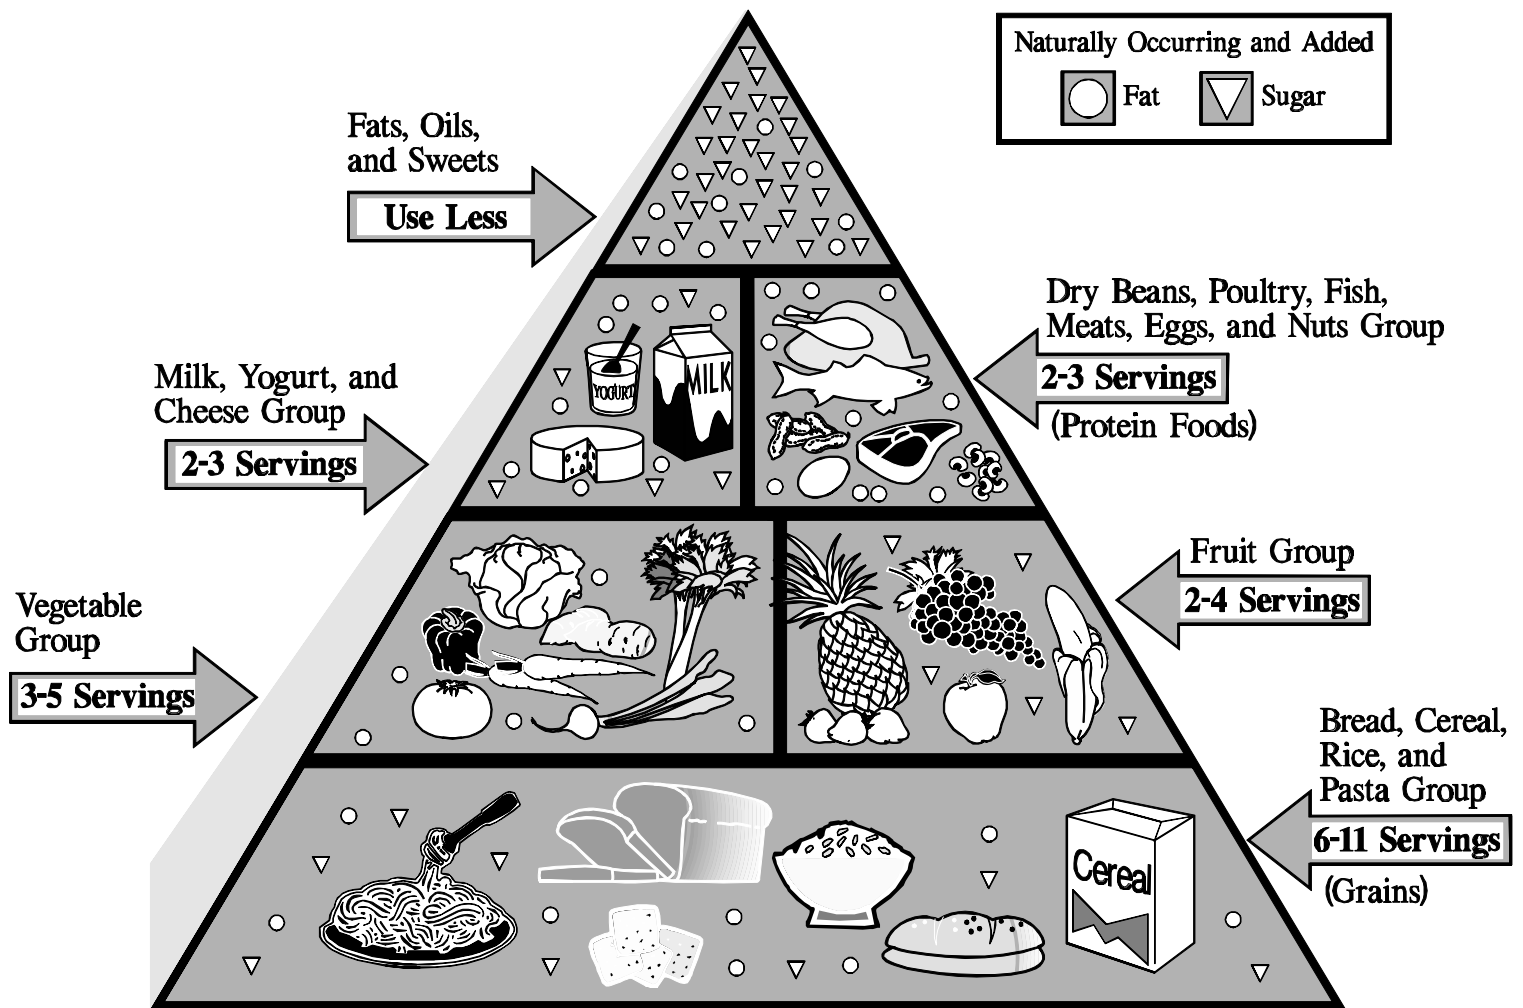 Naturally Occurring and Added
Fat
Sugar
Fats, Oils,
and Sweets
Use Less
Dry Beans, Poultry, Fish,
Meats, Eggs, and Nuts Group
2-3 Servings
(Protein Foods)
Milk, Yogurt, and
Cheese Group
2-3 Servings
YOGURT
MILK
Fruit Group
2-4 Servings
Vegetable
Group
3-5 Servings
Bread, Cereal,
Rice, and
Pasta Group
6-11 Servings
(Grains)
Cereal